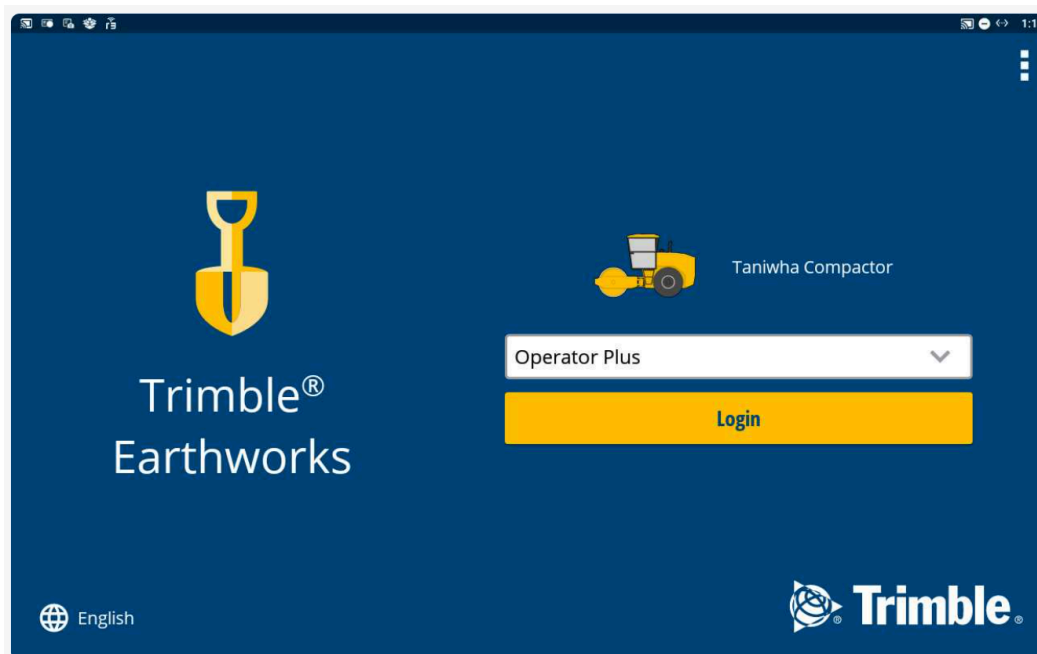 Taniwha Compactor
Operator Plus
Login
Trimble®
Earthworks
English
Trimble®